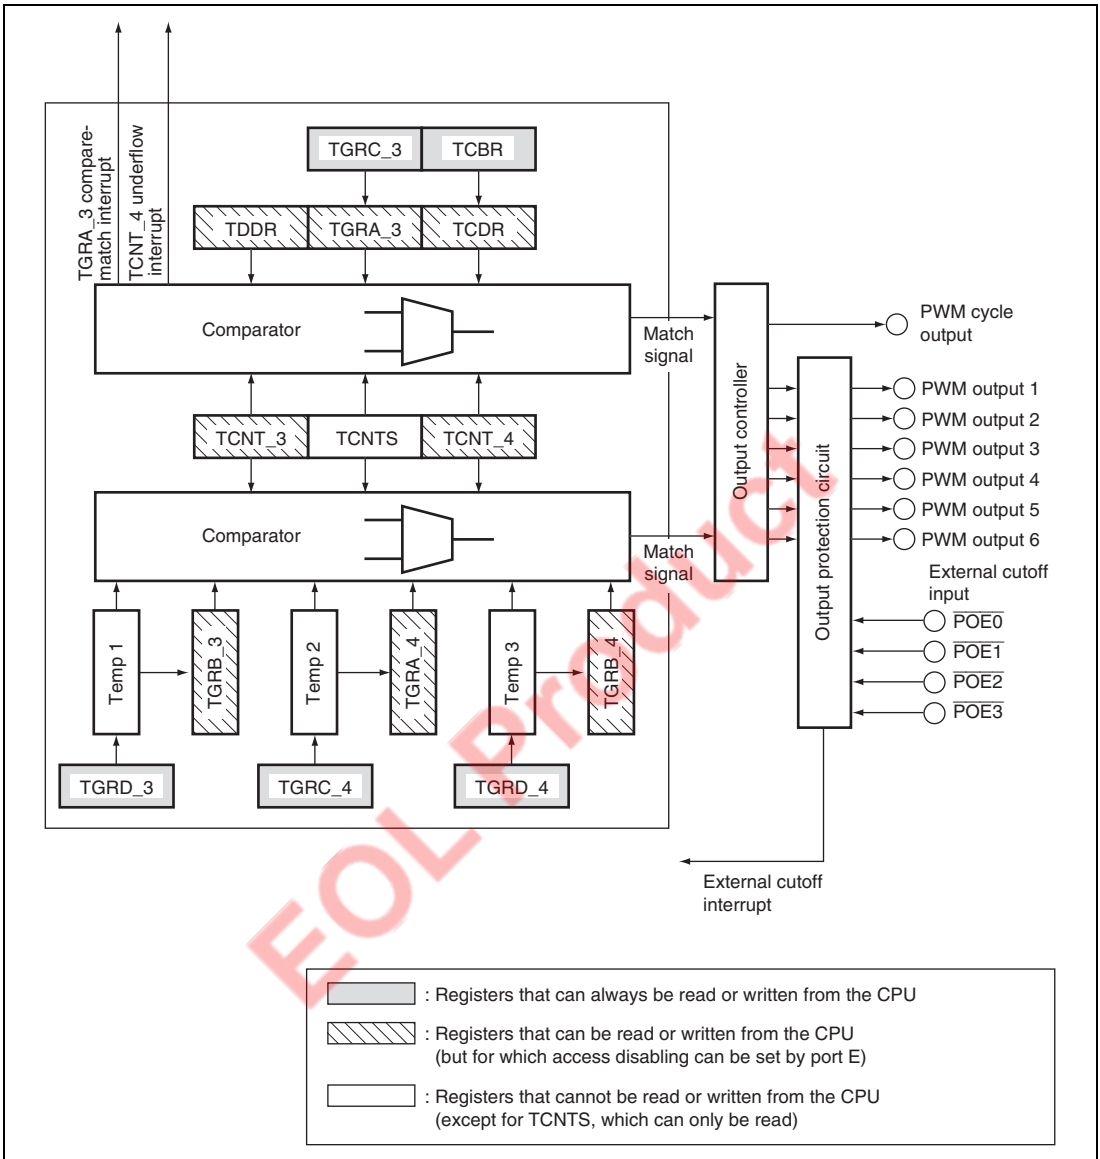 TGRA_3 compare-
match interrupt
TCNT_4 underflow
interrupt
TGRC_3
TCBR
TDDR
TGRA_3
TCDR
Comparator
Match
signal
TCNT_3
TCNTS
TCNT_4
Comparator
Match
signal
Temp 1
TGRB_3
Temp 2
TGRA_4
Temp 3
TGRB_4
TGRD_3
TGRC_4
TGRD_4
Output controller
Output protection circuit
PWM cycle
output
PWM output 1
PWM output 2
PWM output 3
PWM output 4
PWM output 5
PWM output 6
External cutoff
input
POE0
POE1
POE2
POE3
External cutoff
interrupt
EOL Product
: Registers that can always be read or written from the CPU
: Registers that can be read or written from the CPU
(but for which access disabling can be set by port E)
: Registers that cannot be read or written from the CPU
(except for TCNTS, which can only be read)